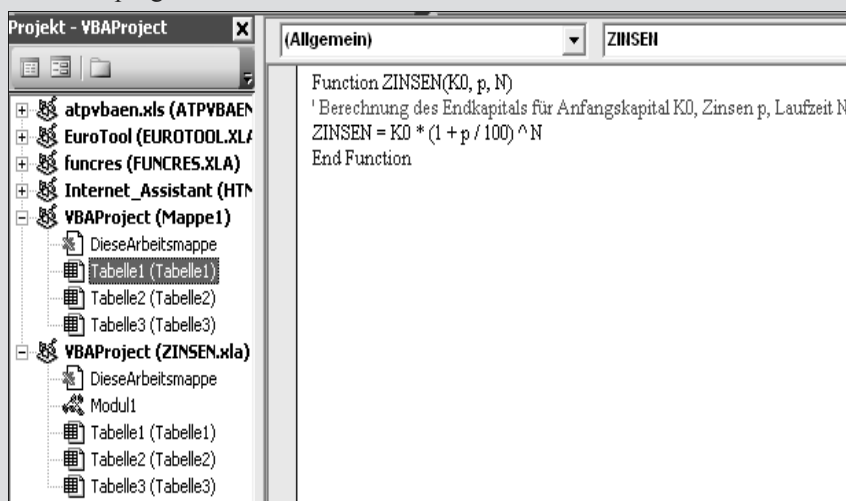 Projekt - VBAProject
(Allgemein)
ZINSEN
atpvbaen.xls (ATPVBAEN
EuroTool (EUROTOOL.XLA
funcres (FUNCRES.XLA)
Internet_Assistant (HTM
VBAProject (Mappe1)
DieseArbeitsmappe
Tabelle1 (Tabelle1)
Tabelle2 (Tabelle2)
Tabelle3 (Tabelle3)
VBAProject (ZINSEN.xla)
DieseArbeitsmappe
Modul1
Tabelle1 (Tabelle1)
Tabelle2 (Tabelle2)
Tabelle3 (Tabelle3)
Function ZINSEN(K0, p, N)
' Berechnung des Endkapitals für Anfangskapital K0, Zinsen p, Laufzeit N
ZINSEN = K0 * (1 + p / 100) ^ N
End Function